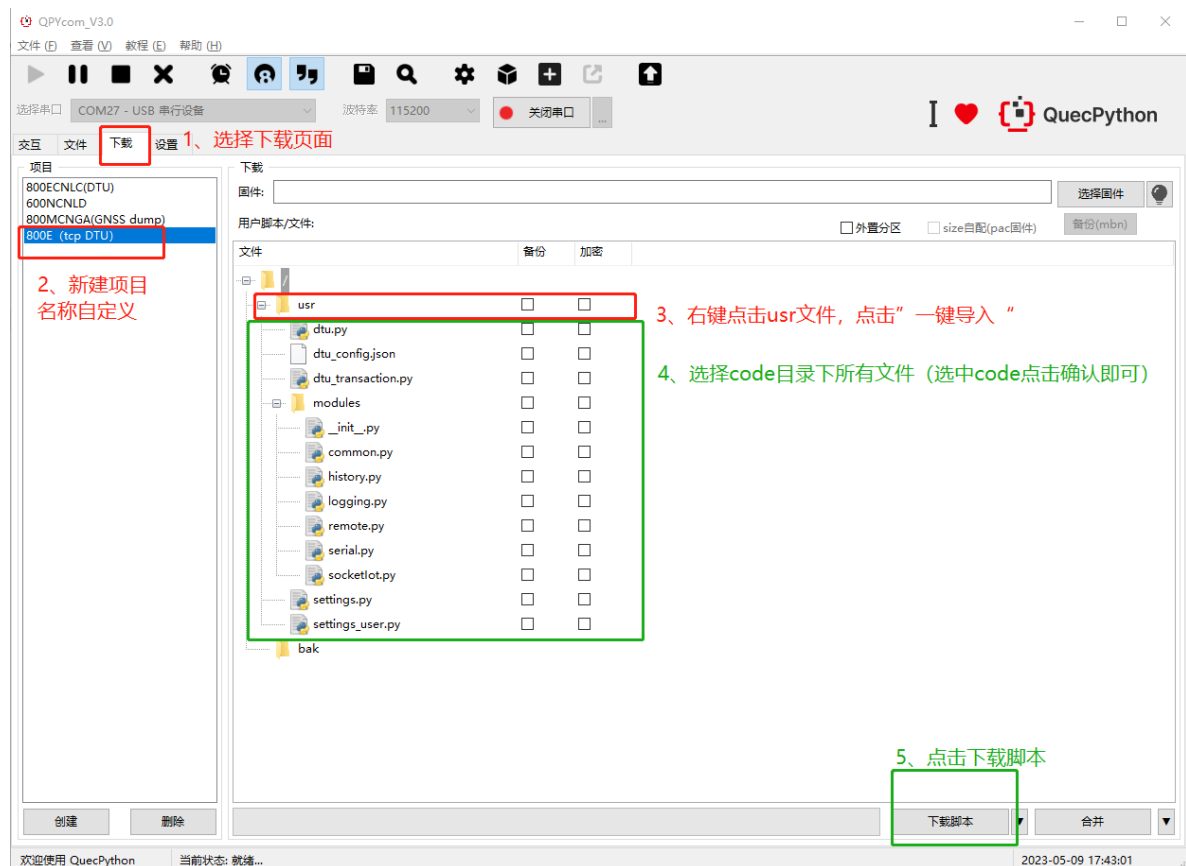 QPYcom_V3.0
文件 (F) 查看 (V) 教程 (E) 帮助 (H)
选择串口 COM27 - USB 串行设备 波特率 115200 关闭串口 ...
I QuecPython
交互 文件 下载 设置 1、选择下载页面
项目
800ECNLC(DTU)
600NCNLD
800MCNGA(GNSS dump)
800E (tcp DTU)
2、新建项目
名称自定义
下载
固件: 选择固件
用户脚本/文件: 外置分区 size自配(pac固件) 备份(mbn)
文件 备份 加密
/
usr
3、右键点击usr文件，点击”一键导入“
dtu.py
dtu_config.json
4、选择code目录下所有文件（选中code点击确认即可）
dtu_transaction.py
modules
__init__.py
common.py
history.py
logging.py
remote.py
serial.py
socketIot.py
settings.py
settings_user.py
bak
5、点击下载脚本
创建 删除 下载脚本 合并
欢迎使用 QuecPython 当前状态: 就绪... 2023-05-09 17:43:01